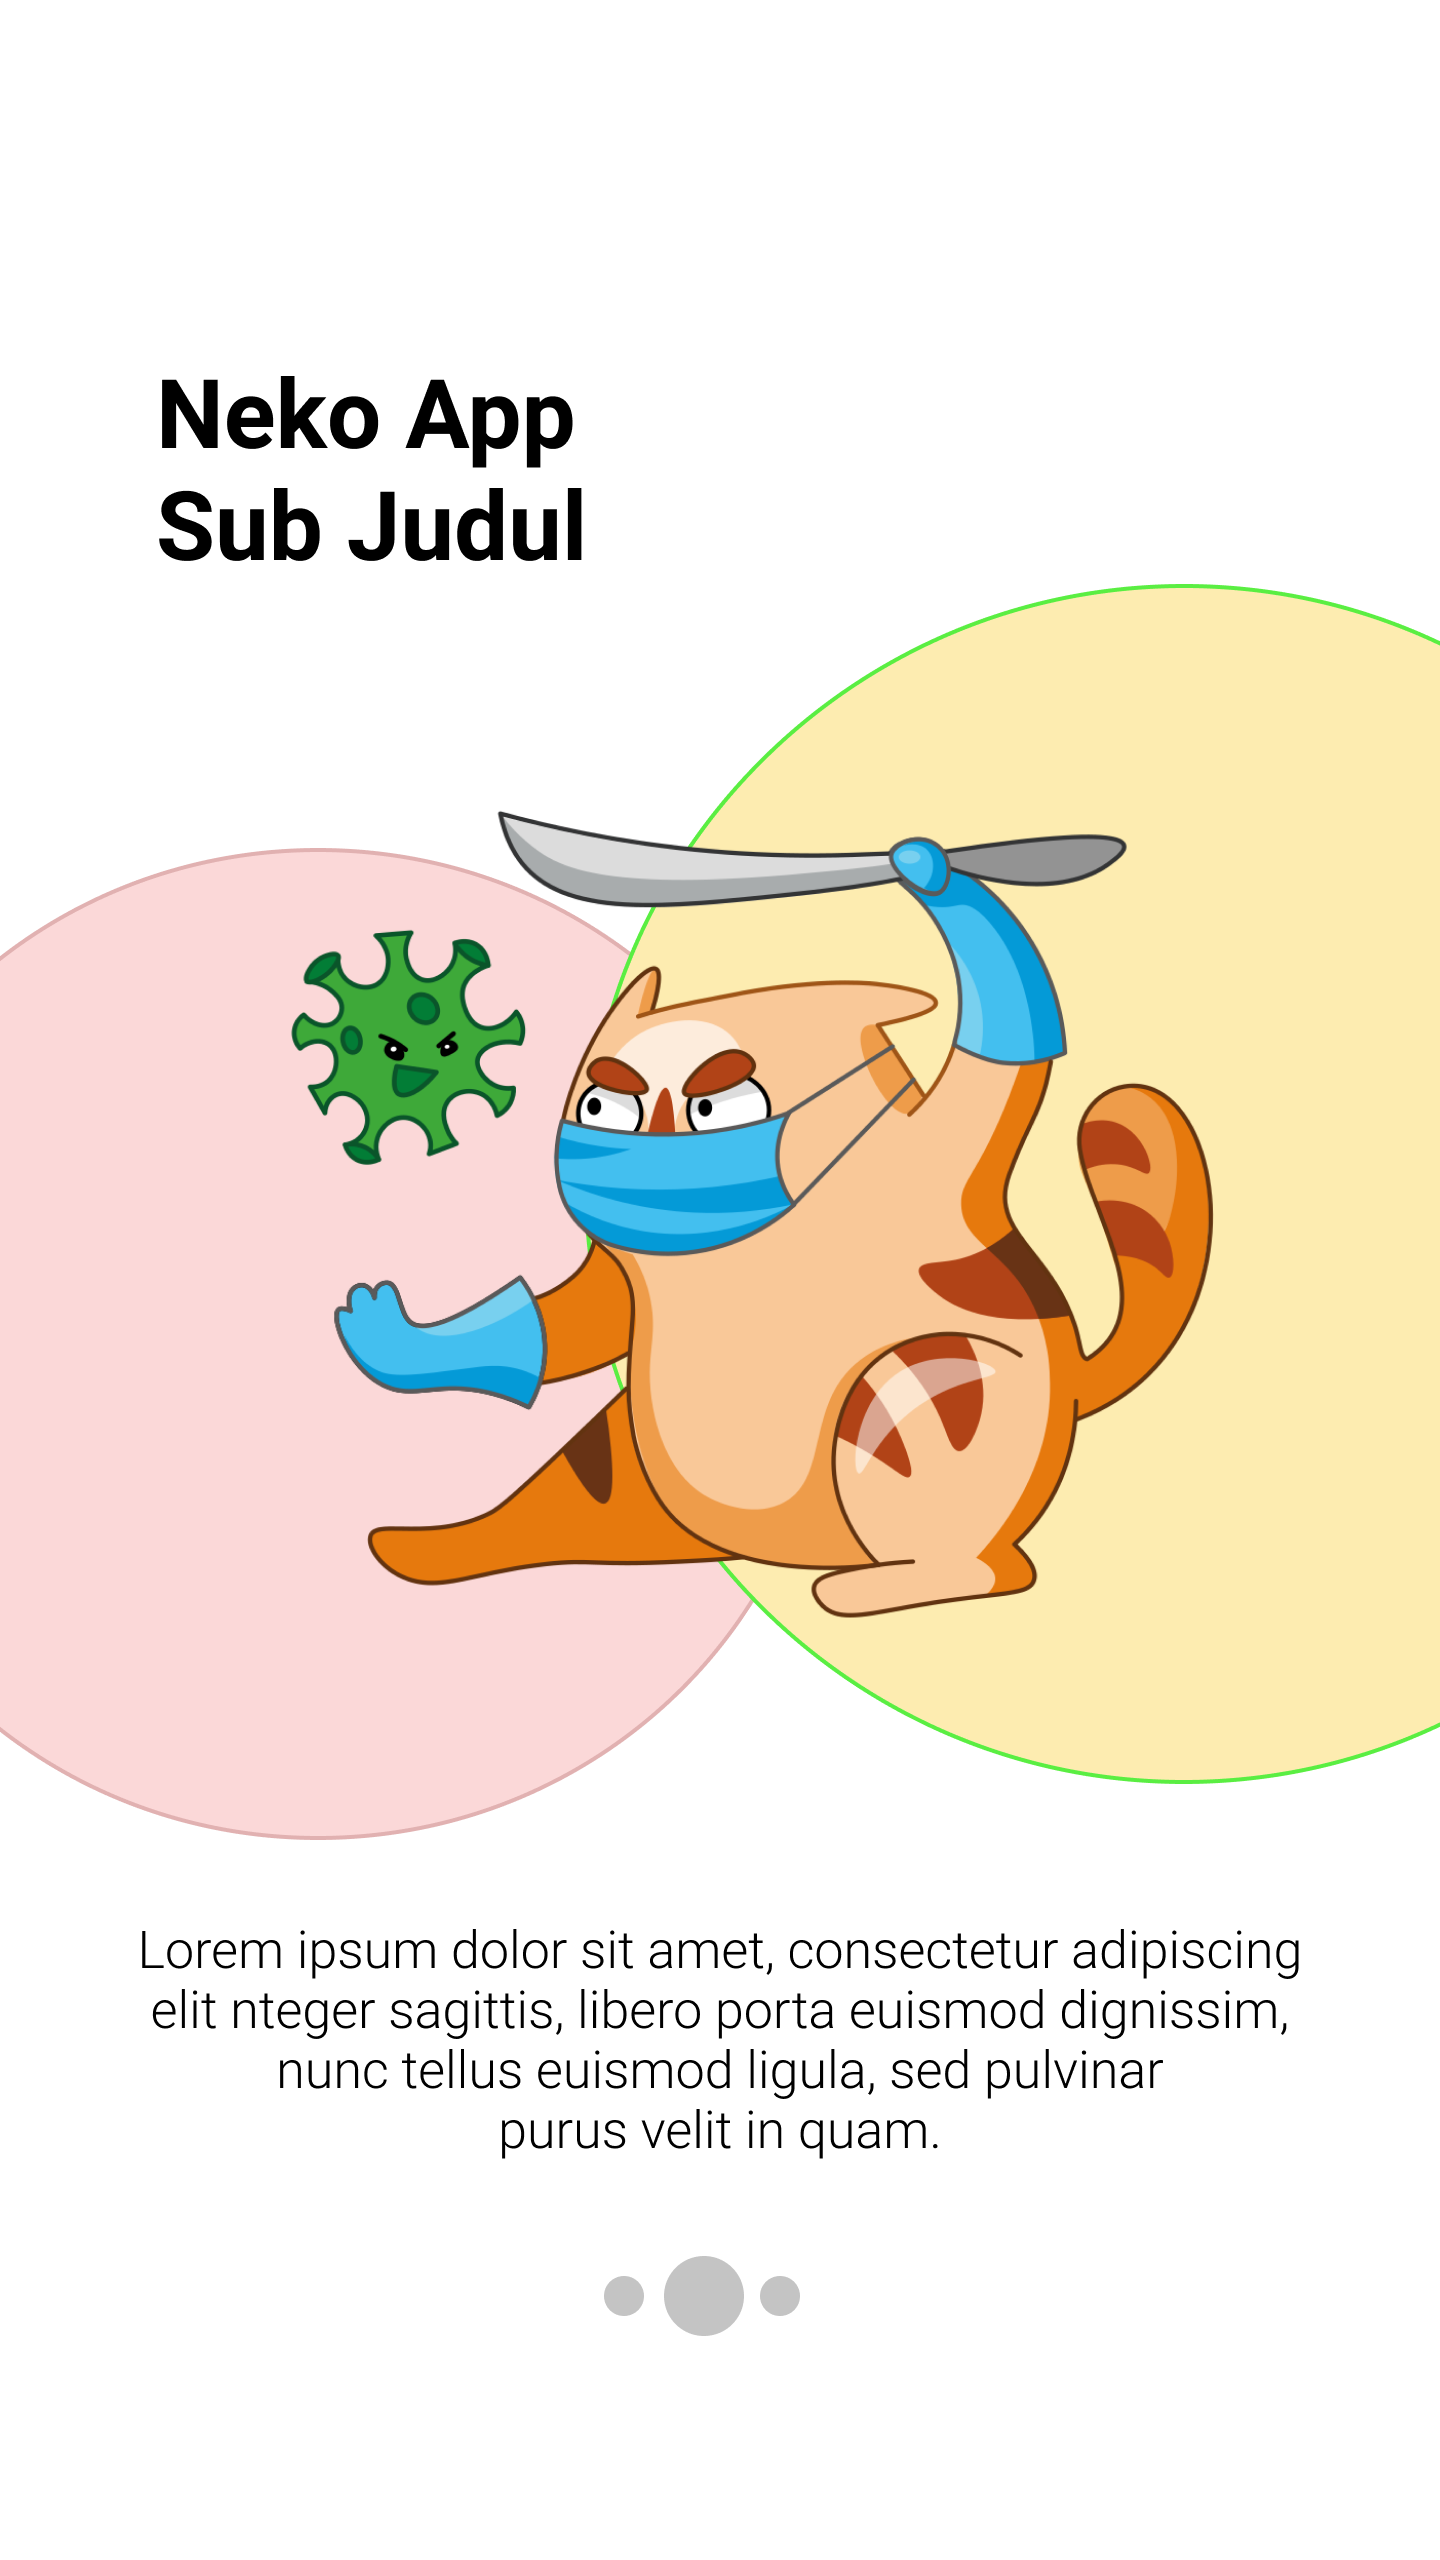 Neko App
Sub Judul
Lorem ipsum dolor sit amet, consectetur adipiscing
elit nteger sagittis, libero porta euismod dignissim,
nunc tellus euismod ligula, sed pulvinar
purus velit in quam.